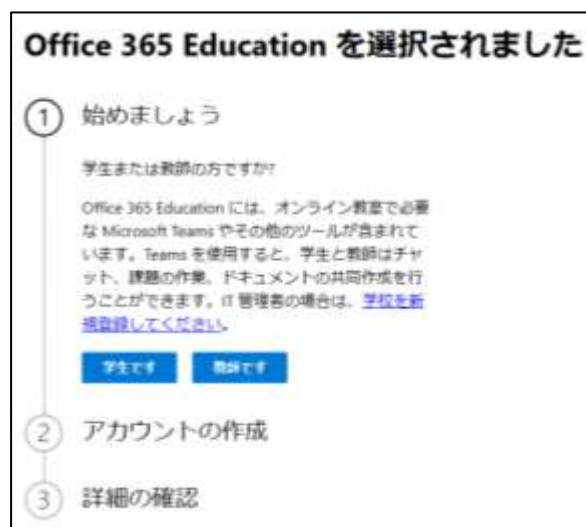 Office 365 Education を選択されました
1 始めましょう
学生または教師の方ですか?
Office 365 Education には、オンライン教室で必要
な Microsoft Teams やその他のツールが含まれて
います。Teams を使用すると、学生と教師はチャ
ット、課題の作業、ドキュメントの共同作成を行
うことができます。IT 管理者の場合は、学校を新
規登録してください。
学生です 教師です
2 アカウントの作成
3 詳細の確認